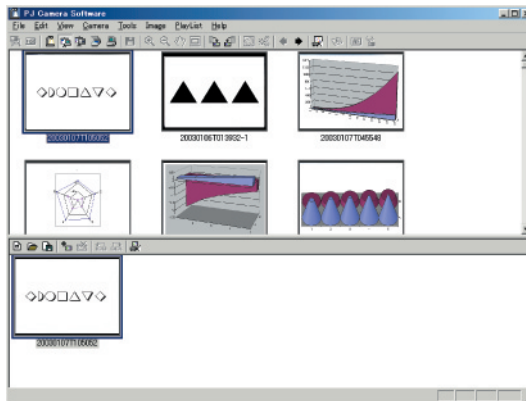 PJ Camera Software
File Edit View Camera Tools Image PlayList Help
20030107T105052
20030106T013932-1
20030107T045548
20030107T105052